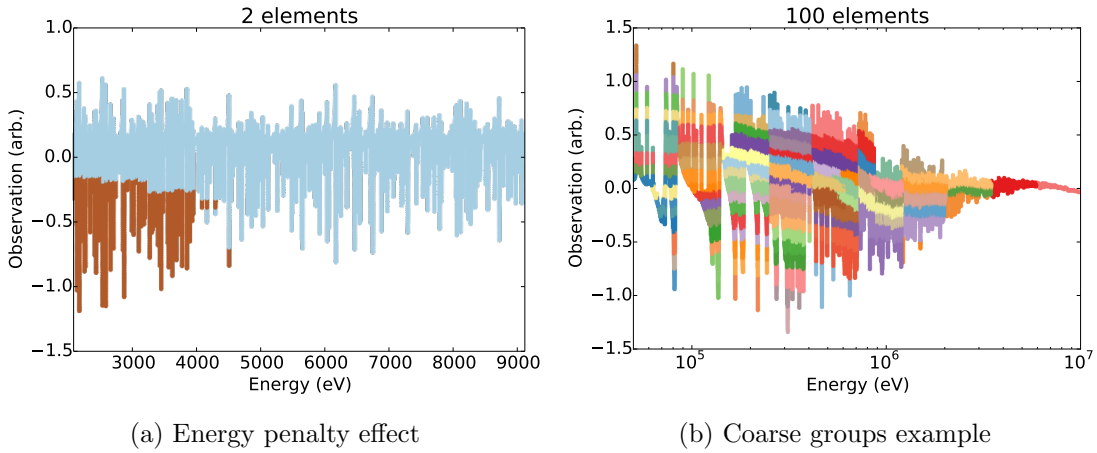 2 elements
1.0
0.5
0.0
−0.5
−1.0
−1.5
Observation (arb.)
3000 4000 5000 6000 7000 8000 9000
Energy (eV)
(a) Energy penalty effect
100 elements
1.5
1.0
0.5
0.0
−0.5
−1.0
−1.5
Observation (arb.)
10^5 10^6 10^7
Energy (eV)
(b) Coarse groups example